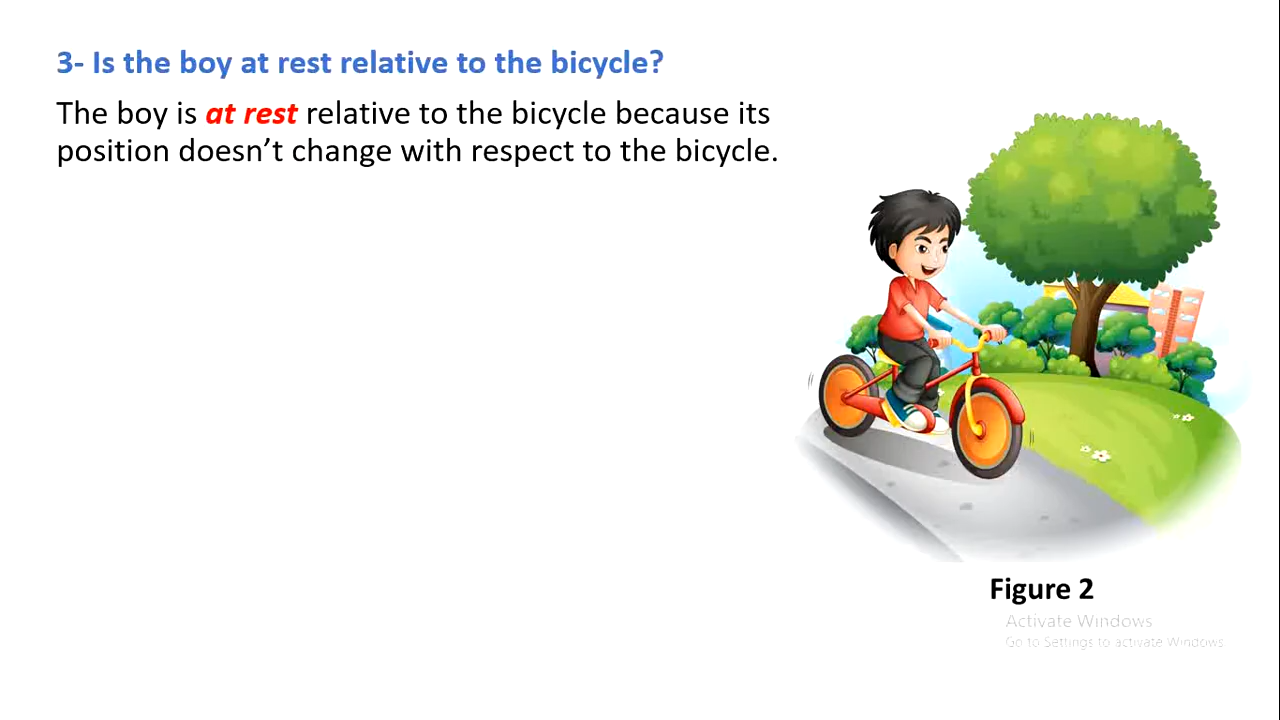 3- Is the boy at rest relative to the bicycle?
The boy is at rest relative to the bicycle because its
position doesn’t change with respect to the bicycle.
Figure 2
Activate Windows
Go to Settings to activate Windows